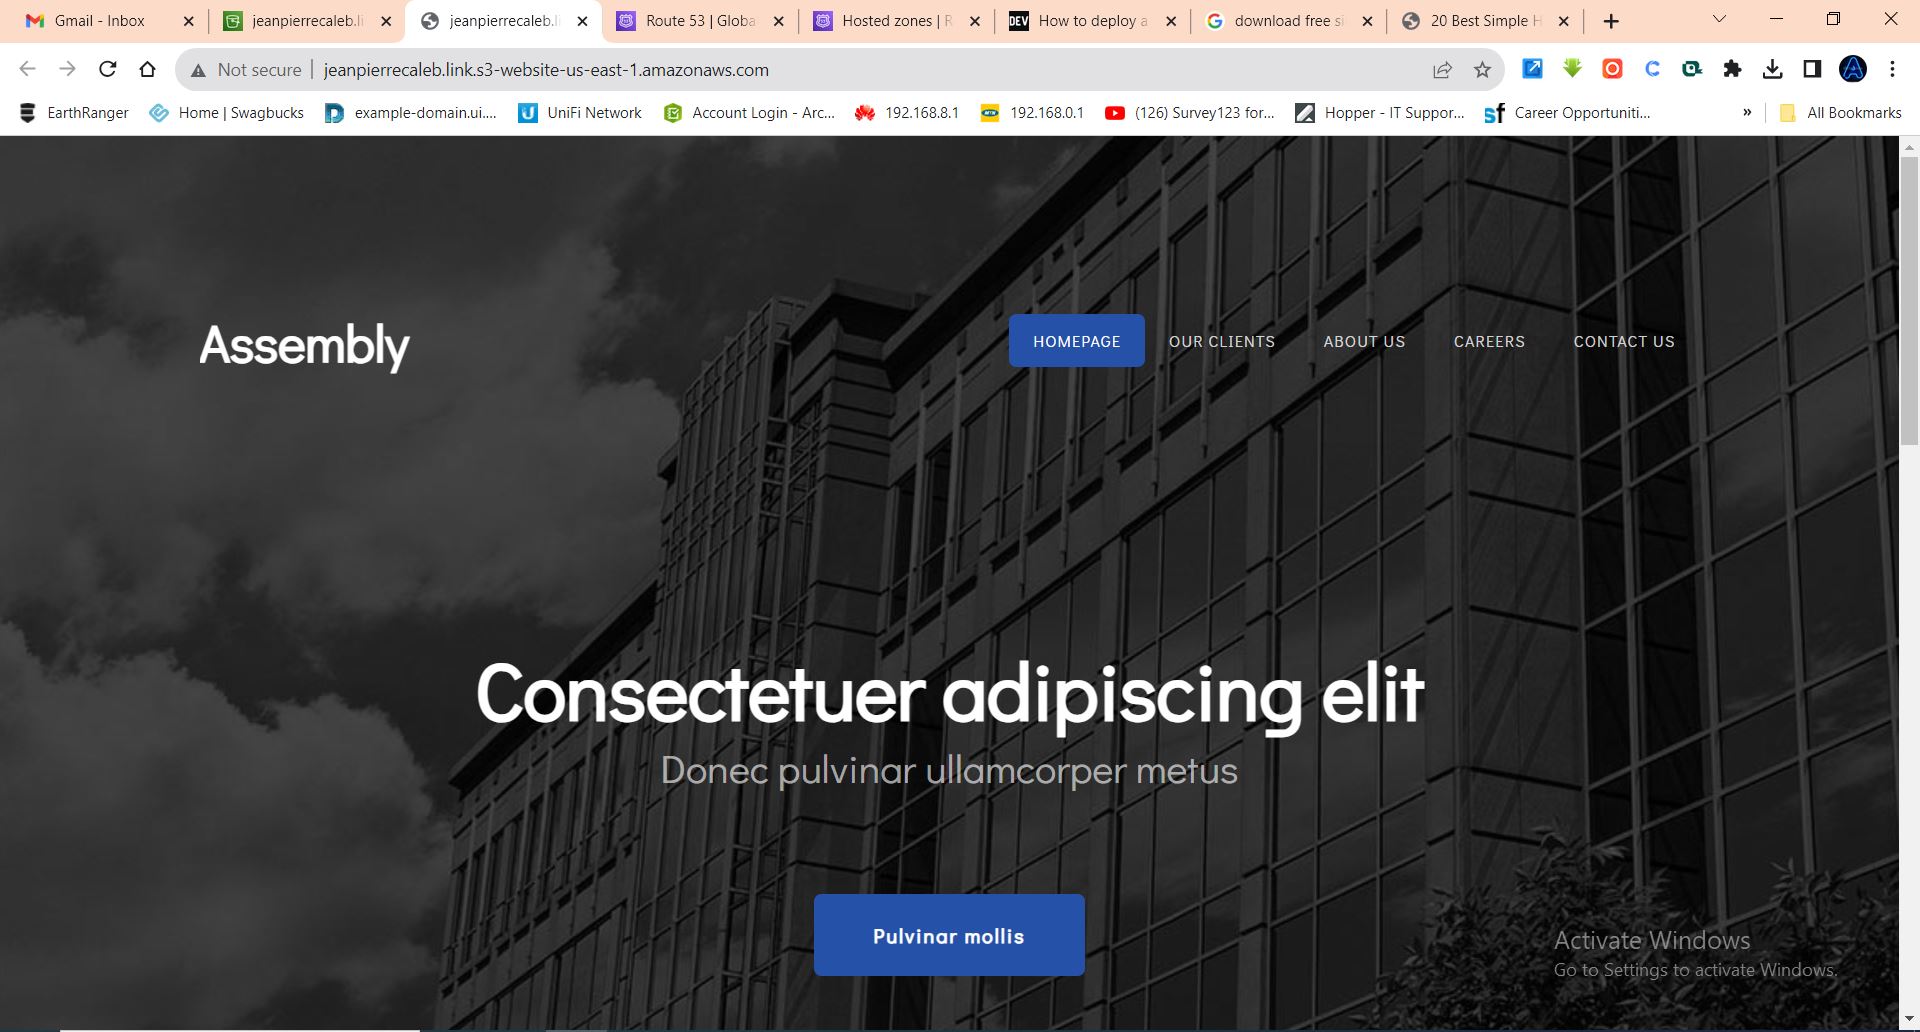 Gmail - Inbox
jeanpierrecaleb.li
jeanpierrecaleb.li
Route 53 | Globa
Hosted zones | R
DEV
How to deploy a
download free si
20 Best Simple H
Not secure | jeanpierrecaleb.link.s3-website-us-east-1.amazonaws.com
EarthRanger
Home | Swagbucks
example-domain.ui....
UniFi Network
Account Login - Arc...
192.168.8.1
192.168.0.1
(126) Survey123 for...
Hopper - IT Suppor...
sf
Career Opportuniti...
»
All Bookmarks
Assembly
HOMEPAGE
OUR CLIENTS
ABOUT US
CAREERS
CONTACT US
Consectetuer adipiscing elit
Donec pulvinar ullamcorper metus
Pulvinar mollis
Activate Windows
Go to Settings to activate Windows.